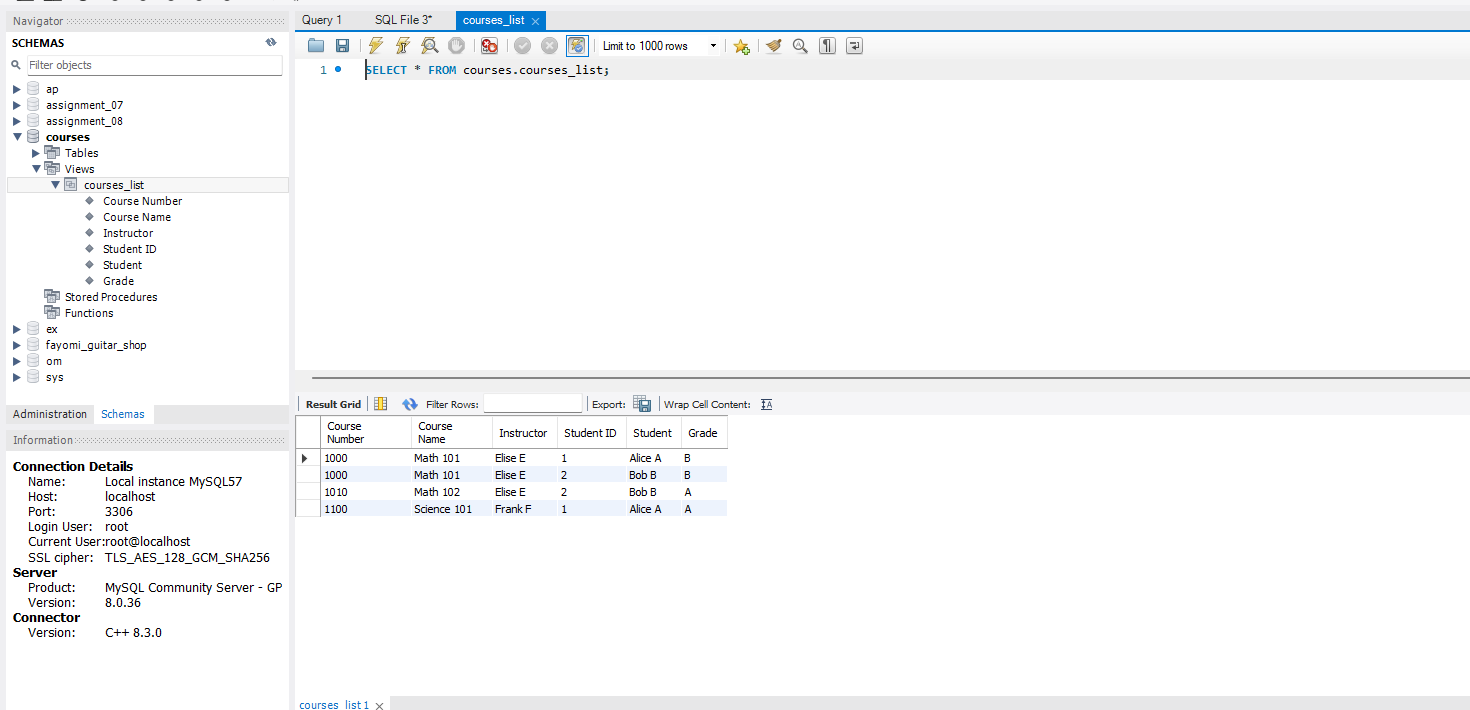 Navigator
SCHEMAS
Filter objects
ap
assignment_07
assignment_08
courses
Tables
Views
courses_list
Course Number
Course Name
Instructor
Student ID
Student
Grade
Stored Procedures
Functions
ex
fayomi_guitar_shop
om
sys
Administration Schemas
Information
Connection Details
Name: Local instance MySQL57
Host: localhost
Port: 3306
Login User: root
Current User:root@localhost
SSL cipher: TLS_AES_128_GCM_SHA256
Server
Product: MySQL Community Server - GP
Version: 8.0.36
Connector
Version: C++ 8.3.0
Query 1 SQL File 3* courses_list
Limit to 1000 rows
1 SELECT * FROM courses.courses_list;
Result Grid Filter Rows: Export: Wrap Cell Content:
Course Number Course Name Instructor Student ID Student Grade
1000 Math 101 Elise E 1 Alice A B
1000 Math 101 Elise E 2 Bob B B
1010 Math 102 Elise E 2 Bob B A
1100 Science 101 Frank F 1 Alice A A
courses_list 1